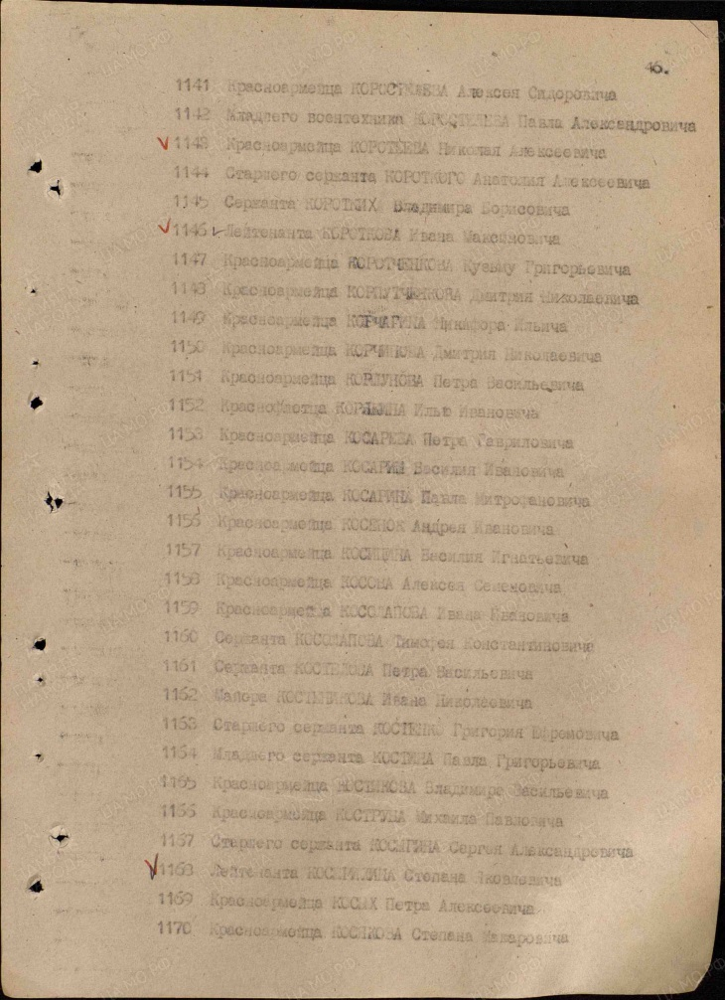 46.
1141 Красноармейца КОРОСТЕЛЕВА Алексея Сидоровича
1142 Младшего воентехника КОРОСТЕЛЕВА Павла Александровича
1143 Красноармейца КОРОТЕЕВА Николая Алексеевича
1144 Старшего сержанта КОРОТКОГО Анатолия Алексеевича
1145 Сержанта КОРОТКИХ Владимира Борисовича
1146 Лейтенанта КОРОТКОВА Ивана Максимовича
1147 Красноармейца КОРОТЧЕНКОВА Кузьму Григорьевича
1148 Красноармейца КОРПУТЧЕНКОВА Дмитрия Николаевича
1149 Красноармейца КОРЧАГИНА Никифора Ильича
1150 Красноармейца Дмитрия Николаевича
1151 Красноармейца КОРШУНОВА Петра Васильевича
1152 Краснофлотца Илью Ивановича
1153 Красноармейца КОСАРЕВА Петра Гавриловича
1154 Красноармейца Василия Ивановича
1155 Красноармейца КОСАРИНА Павла Митрофановича
1156 Красноармейца КОСЕНОК Андрея Ивановича
1157 Красноармейца КОСИЦИНА Василия Игнатьевича
1158 Красноармейца КОСОВА Алексея Семеновича
1159 Красноармейца КОСОЛАПОВА Ивана Ивановича
1160 Сержанта КОСОЛАПОВА Тимофея Константиновича
1161 Сержанта Петра Васильевича
1162 Майора Ивана Николаевича
1163 Старшего сержанта КОСТЕНКО Григория Ефремовича
1164 Младшего сержанта КОСТИНА Павла Григорьевича
1165 Красноармейца КОСТИКОВА Владимира Васильевича
1166 Красноармейца КОСТРУБА Михаила Павловича
1167 Старшего сержанта КОСЫГИНА Сергея Александровича
1168 Лейтенанта Степана Яковлевича
1169 Красноармейца КОСЫХ Петра Алексеевича
1170 Красноармейца КОСЯКОВА Степана Макаровича